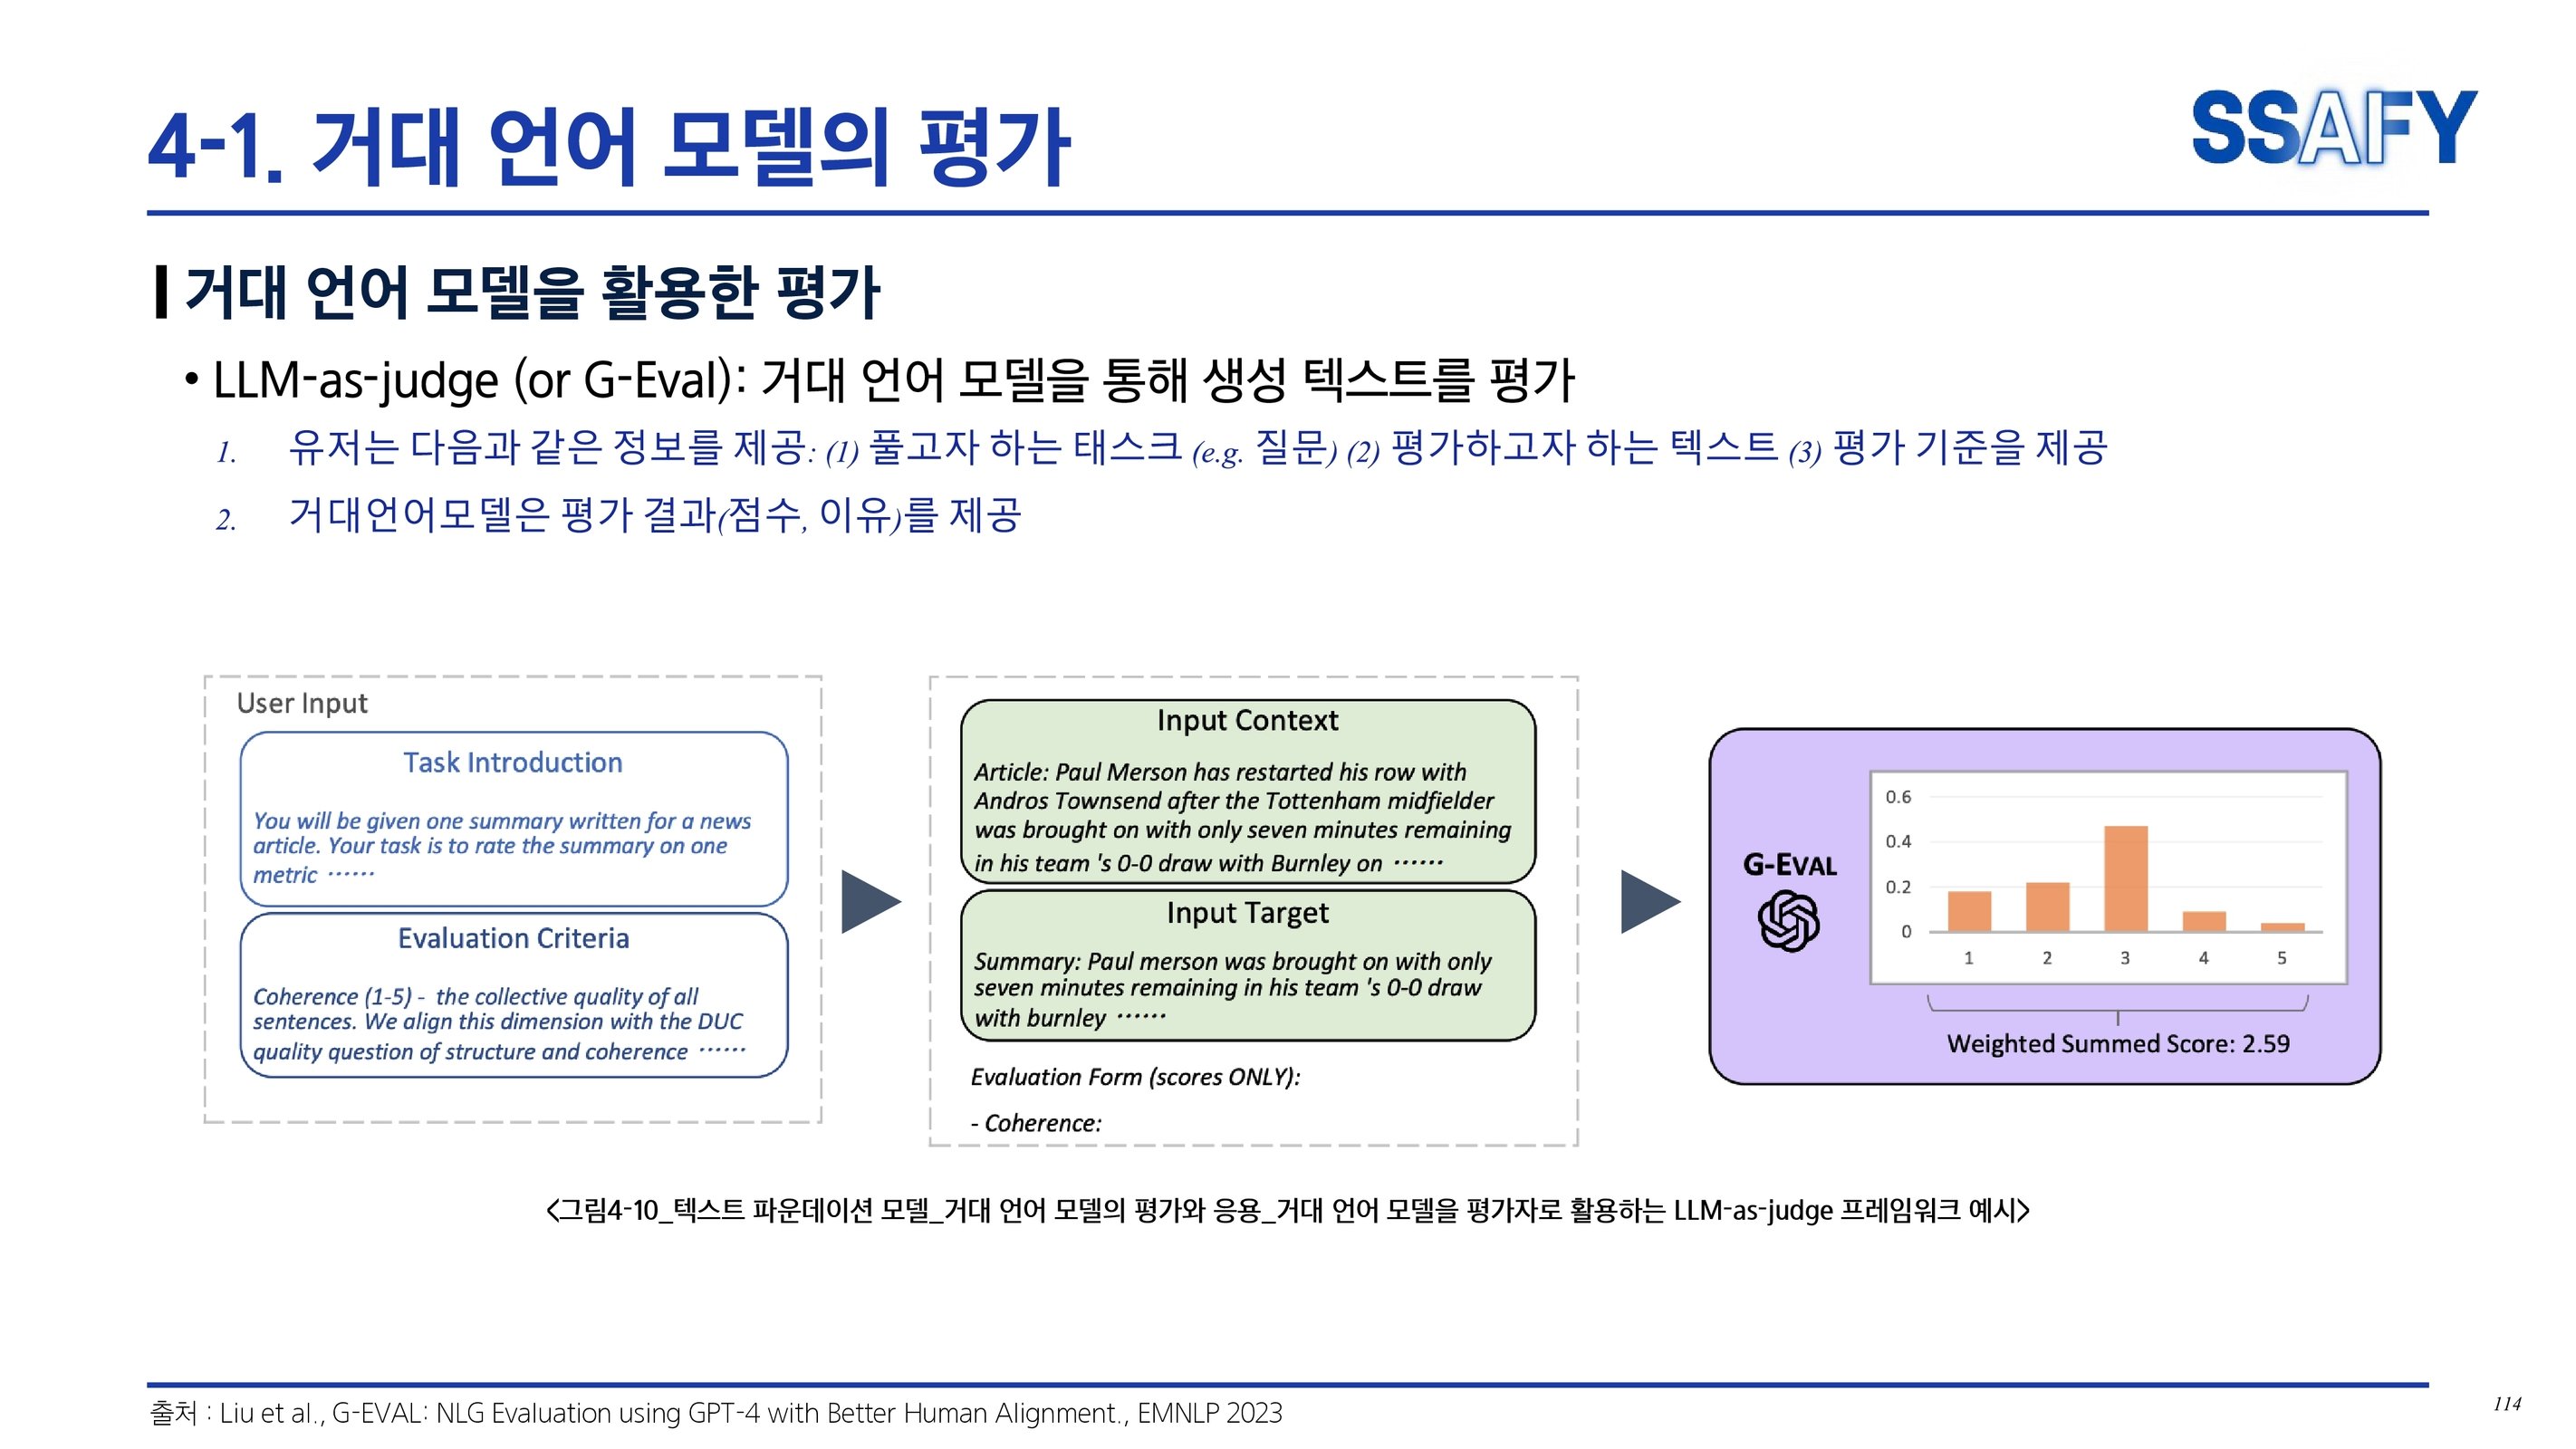 4-1. 거대 언어 모델의 평가
SSAFY
거대 언어 모델을 활용한 평가
• LLM-as-judge (or G-Eval): 거대 언어 모델을 통해 생성 텍스트를 평가
1. 유저는 다음과 같은 정보를 제공: (1) 풀고자 하는 태스크 (e.g. 질문) (2) 평가하고자 하는 텍스트 (3) 평가 기준을 제공
2. 거대언어모델은 평가 결과(점수, 이유)를 제공
User Input
Task Introduction
You will be given one summary written for a news
article. Your task is to rate the summary on one
metric ······
Evaluation Criteria
Coherence (1-5) - the collective quality of all
sentences. We align this dimension with the DUC
quality question of structure and coherence ······
Input Context
Article: Paul Merson has restarted his row with
Andros Townsend after the Tottenham midfielder
was brought on with only seven minutes remaining
in his team 's 0-0 draw with Burnley on ······
Input Target
Summary: Paul merson was brought on with only
seven minutes remaining in his team 's 0-0 draw
with burnley ······
Evaluation Form (scores ONLY):
- Coherence:
G-EVAL
0.6
0.4
0.2
0
1 2 3 4 5
Weighted Summed Score: 2.59
<그림4-10_텍스트 파운데이션 모델_거대 언어 모델의 평가와 응용_거대 언어 모델을 평가자로 활용하는 LLM-as-judge 프레임워크 예시>
출처 : Liu et al., G-EVAL: NLG Evaluation using GPT-4 with Better Human Alignment., EMNLP 2023
114